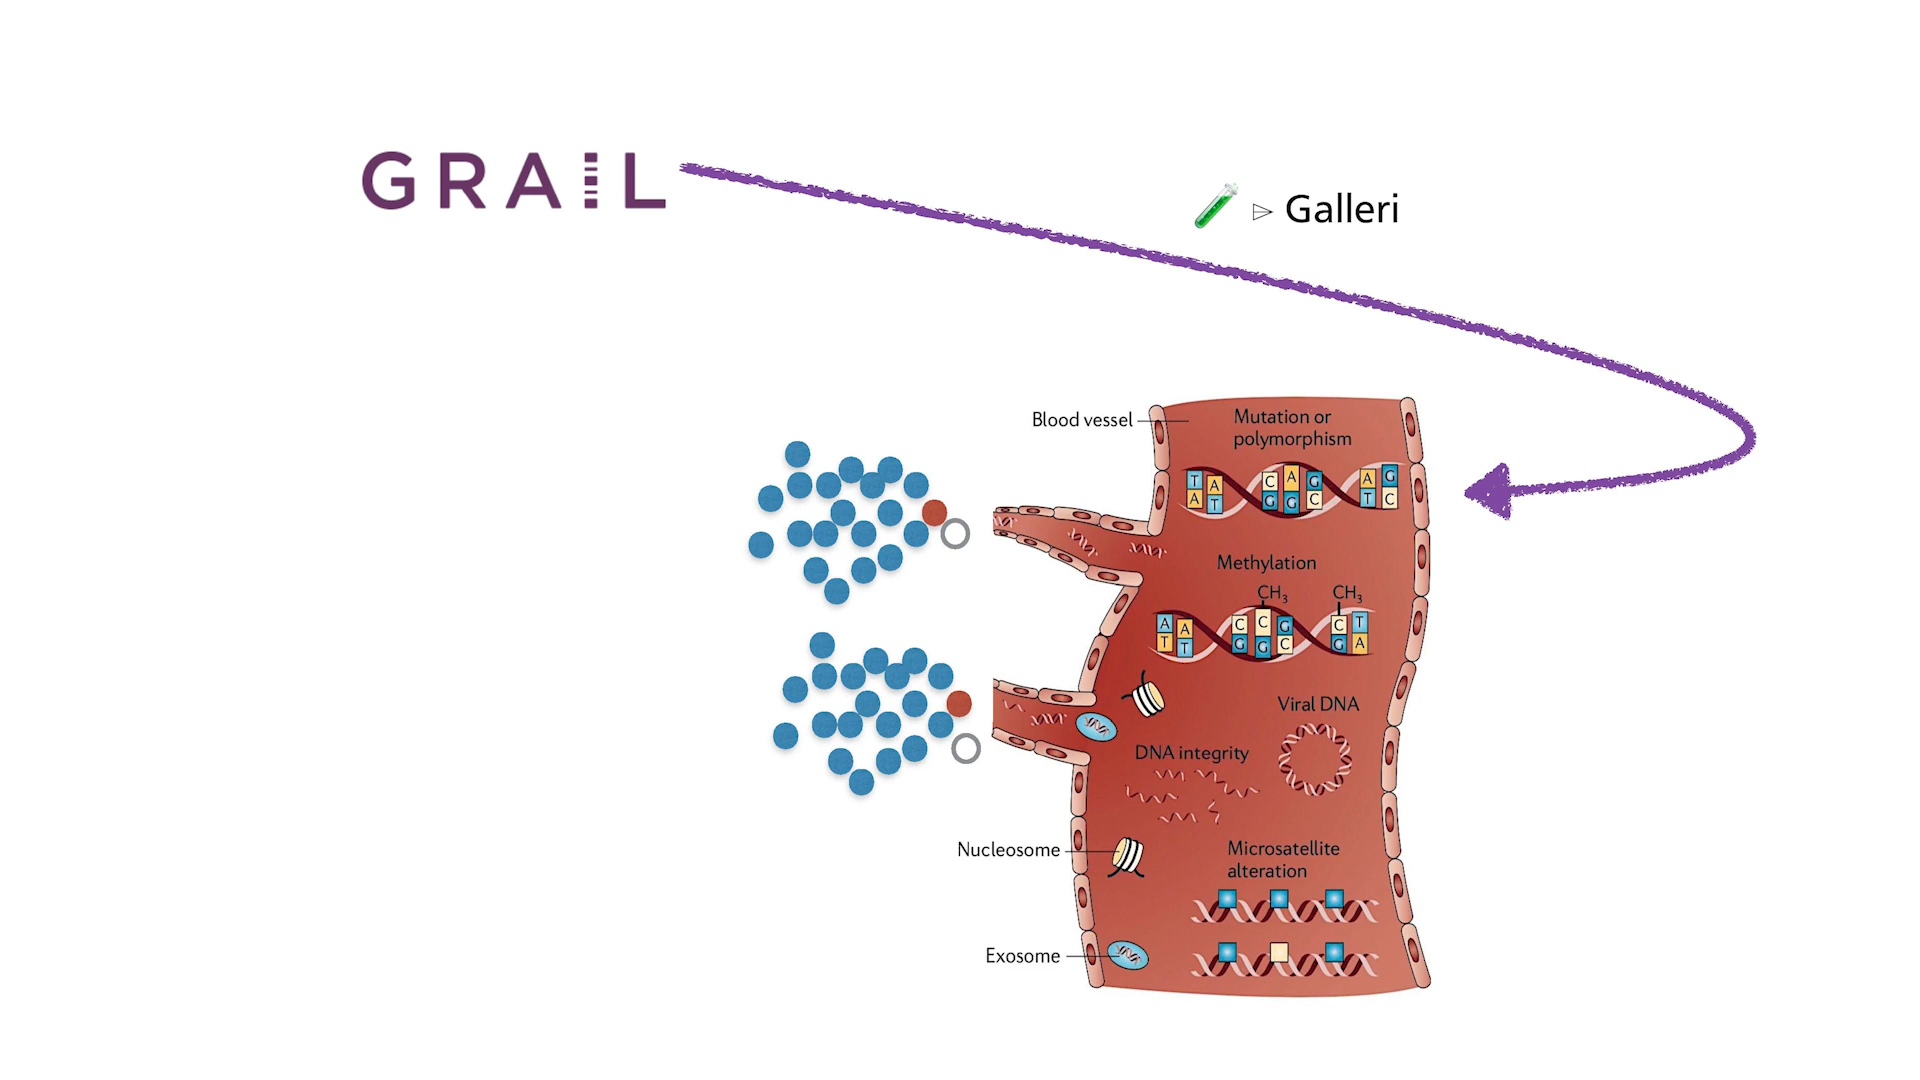 GRAIL
Galleri
Blood vessel
Mutation or
polymorphism
T A C A G A G
A T G G C T C
Methylation
CH3 CH3
A A C C G C T
T T G G C G A
Viral DNA
DNA integrity
Nucleosome
Microsatellite
alteration
Exosome